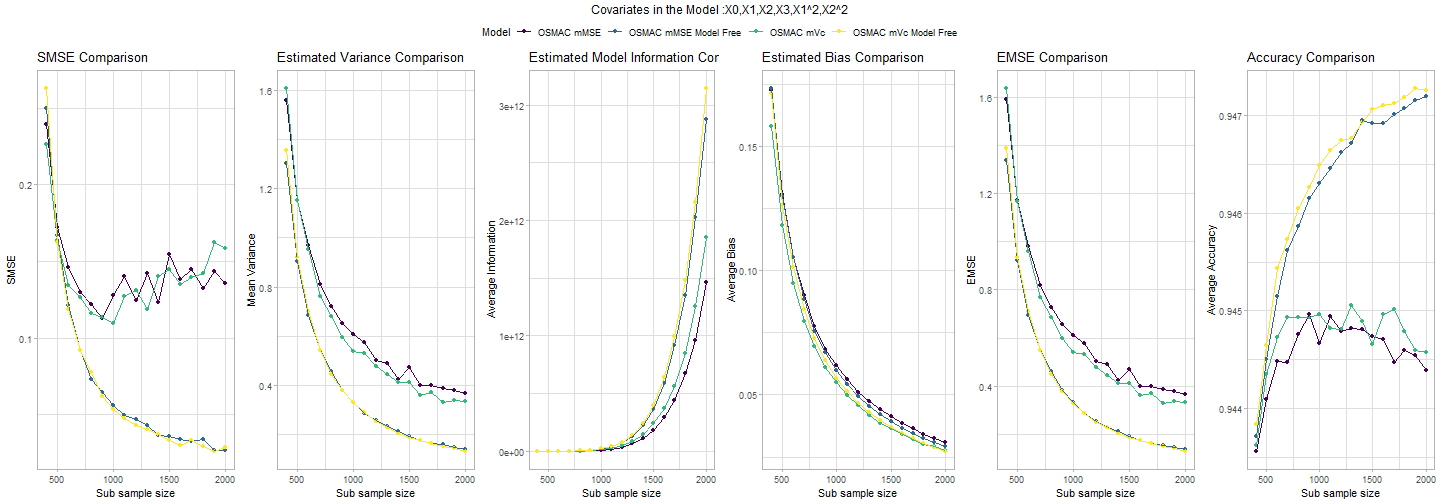 Covariates in the Model :X0,X1,X2,X3,X1^2,X2^2
Model OSMAC mMSE OSMAC mMSE Model Free OSMAC mVc OSMAC mVc Model Free
SMSE Comparison
SMSE
0.2
0.1
500 1000 1500 2000
Sub sample size
Estimated Variance Comparison
Mean Variance
1.6
1.2
0.8
0.4
500 1000 1500 2000
Sub sample size
Estimated Model Information Cor
Average Information
3e+12
2e+12
1e+12
0e+00
500 1000 1500 2000
Sub sample size
Estimated Bias Comparison
Average Bias
0.15
0.10
0.05
500 1000 1500 2000
Sub sample size
EMSE Comparison
EMSE
1.6
1.2
0.8
0.4
500 1000 1500 2000
Sub sample size
Accuracy Comparison
Average Accuracy
0.947
0.946
0.945
0.944
500 1000 1500 2000
Sub sample size